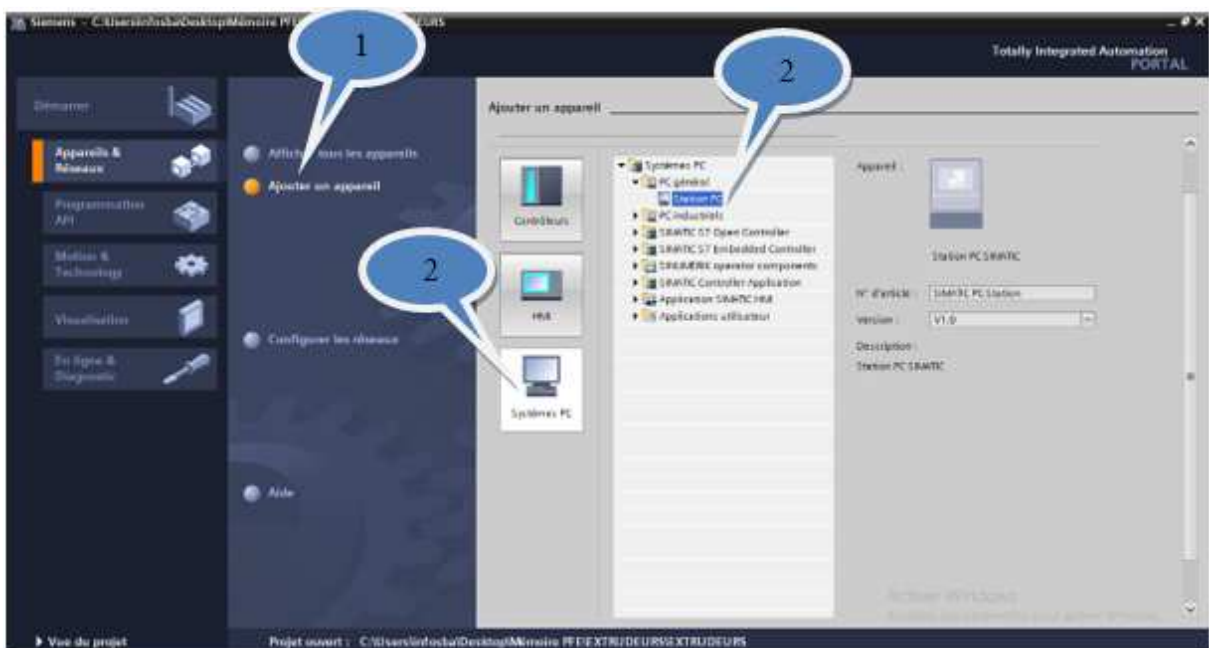 Siemens - C:\Users\infosba\Desktop\Mémoire
1
2
Totally Integrated Automation
PORTAL
Démarrer
Appareils &
Réseaux
Programmation
API
Motion &
Technology
Visualisation
En ligne &
Diagnostic
tous les appareils
Ajouter un appareil
Configurer les réseaux
Aide
Ajouter un appareil
Contrôleurs
HMI
Systèmes PC
2
Systèmes PC
PC général
Station PC
PC industriels
SIMATIC S7 Open Controller
SIMATIC S7 Embedded Controller
SINUMERIK operator components
SIMATIC Controller Application
Application SIMATIC HMI
Applications utilisateur
Appareil :
Station PC SIMATIC
N° d'article : SIMATIC PC Station
Version : V1.0
Description :
Station PC SIMATIC
Activer Windows
Vue du projet
Projet ouvert : C:\Users\infosba\Desktop\Mémoire PFE\EXTRUDEURS\EXTRUDEURS